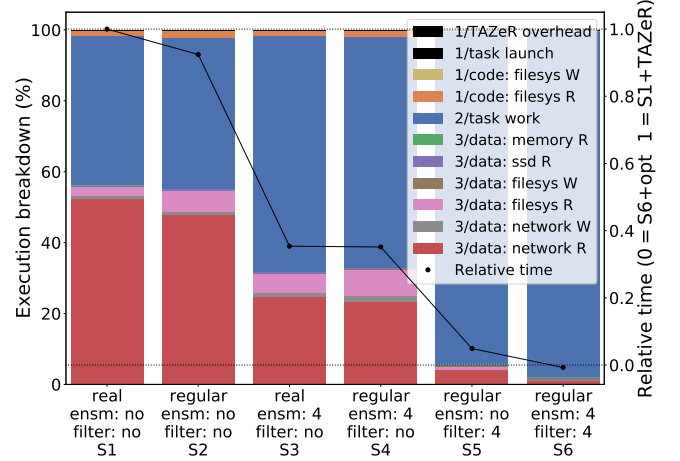 Execution breakdown (%)
100
80
60
40
20
0
1/TAZeR overhead
1/task launch
1/code: filesys W
1/code: filesys R
2/task work
3/data: memory R
3/data: ssd R
3/data: filesys W
3/data: filesys R
3/data: network W
3/data: network R
Relative time
1.0
0.8
0.6
0.4
0.2
0.0
Relative time (0 = S6+opt  1 = S1+TAZeR)
real
ensm: no
filter: no
S1
regular
ensm: no
filter: no
S2
real
ensm: 4
filter: no
S3
regular
ensm: 4
filter: no
S4
regular
ensm: no
filter: 4
S5
regular
ensm: 4
filter: 4
S6